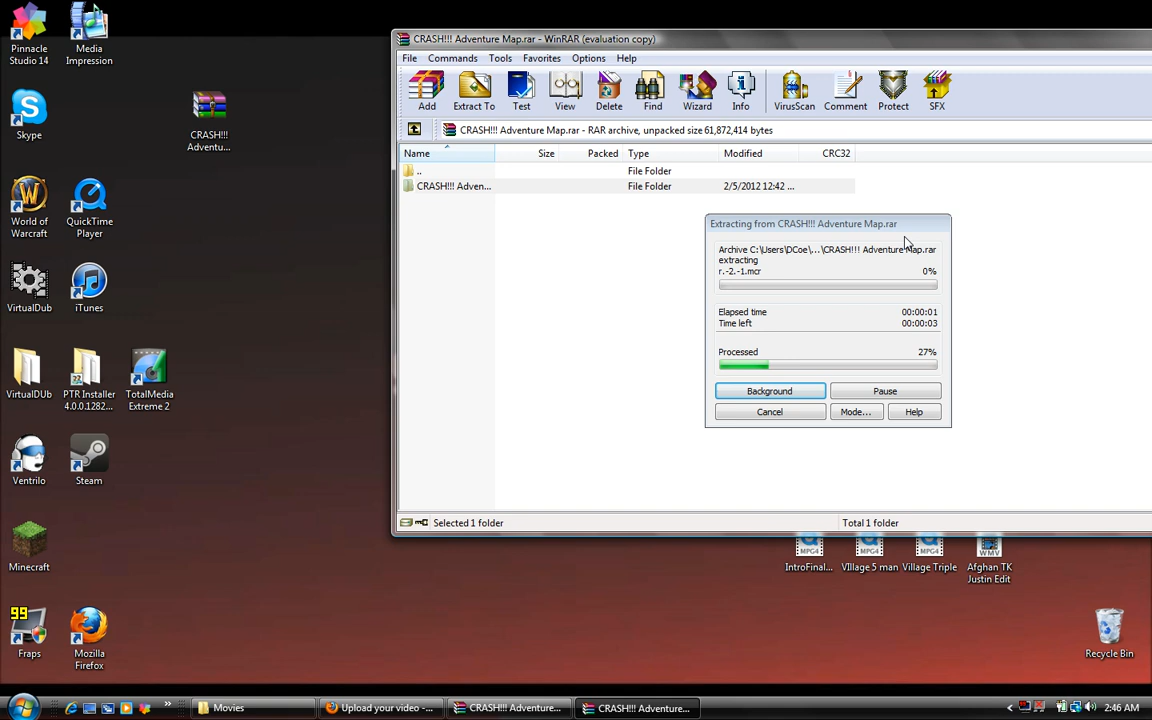 Pinnacle
Studio 14
Media
Impression
Skype
CRASH!!!
Adventu...
World of
Warcraft
QuickTime
Player
VirtualDub
iTunes
VirtualDUb
PTR Installer
4.0.0.1282...
TotalMedia
Extreme 2
Ventrilo
Steam
Minecraft
99
Fraps
Mozilla
Firefox
CRASH!!! Adventure Map.rar - WinRAR (evaluation copy)
File Commands Tools Favorites Options Help
Add Extract To Test View Delete Find Wizard Info VirusScan Comment Protect SFX
CRASH!!! Adventure Map.rar - RAR archive, unpacked size 61,872,414 bytes
Name Size Packed Type Modified CRC32
.. File Folder
CRASH!!! Adven... File Folder 2/5/2012 12:42 ...
Extracting from CRASH!!! Adventure Map.rar
Archive C:\Users\DCoe\,...\CRASH!!! Adventure Map.rar
extracting
r.-2.-1.mcr 0%
Elapsed time 00:00:01
Time left 00:00:03
Processed 27%
Background Pause
Cancel Mode... Help
Selected 1 folder Total 1 folder
MPG4 MPG4 MPG4 WMV
IntroFinal... VIllage 5 man Village Triple Afghan TK
Justin Edit
Recycle Bin
Movies Upload your video -... CRASH!!! Adventure... CRASH!!! Adventure... 2:46 AM